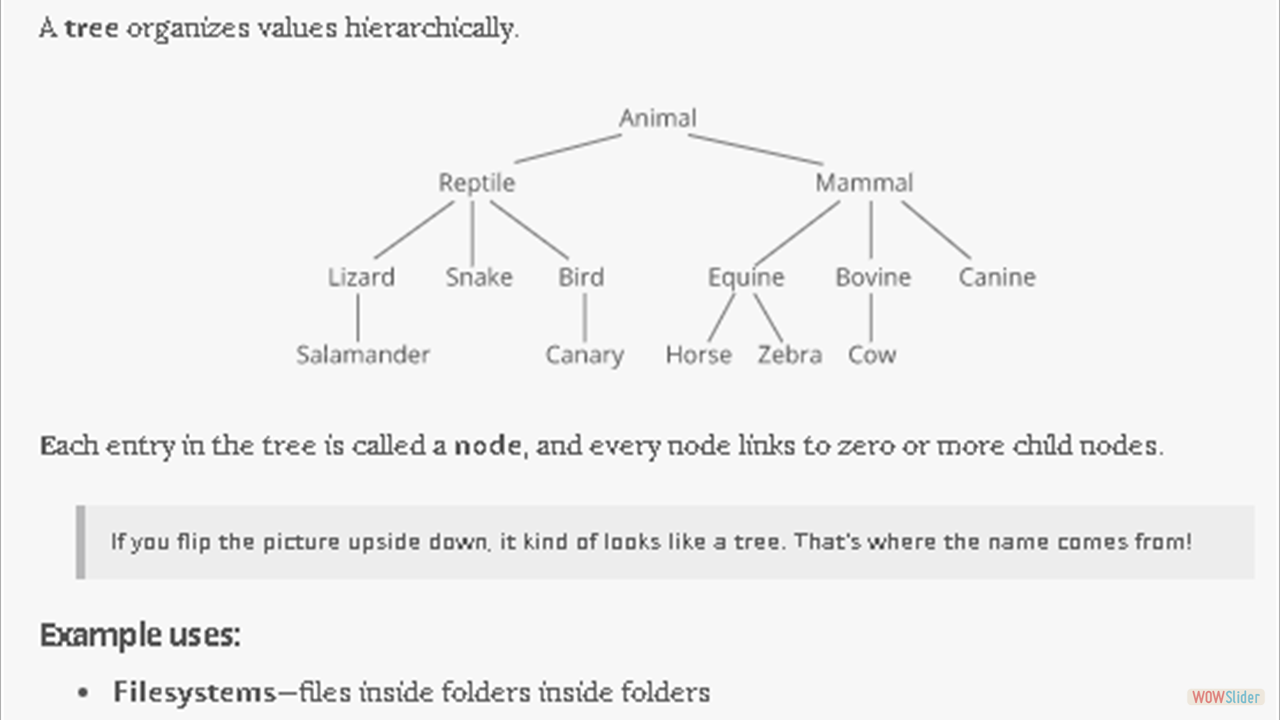 A tree organizes values hierarchically.
Animal
Reptile Mammal
Lizard Snake Bird Equine Bovine Canine
Salamander Canary Horse Zebra Cow
Each entry in the tree is called a node, and every node links to zero or more child nodes.
If you flip the picture upside down, it kind of looks like a tree. That's where the name comes from!
Example uses:
• Filesystems—files inside folders inside folders
WOWSlider